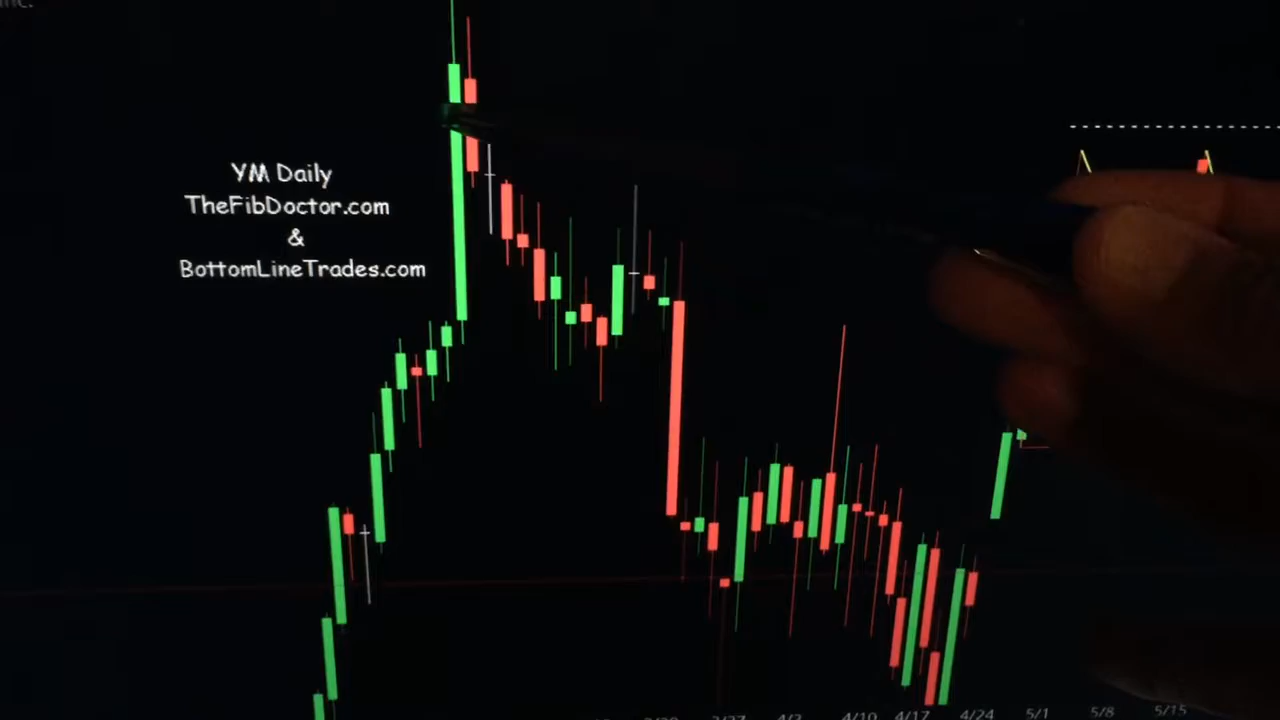 YM Daily
TheFibDoctor.com
&
BottomLineTrades.com
4/3 4/10 4/17 4/24 5/1 5/8 5/15